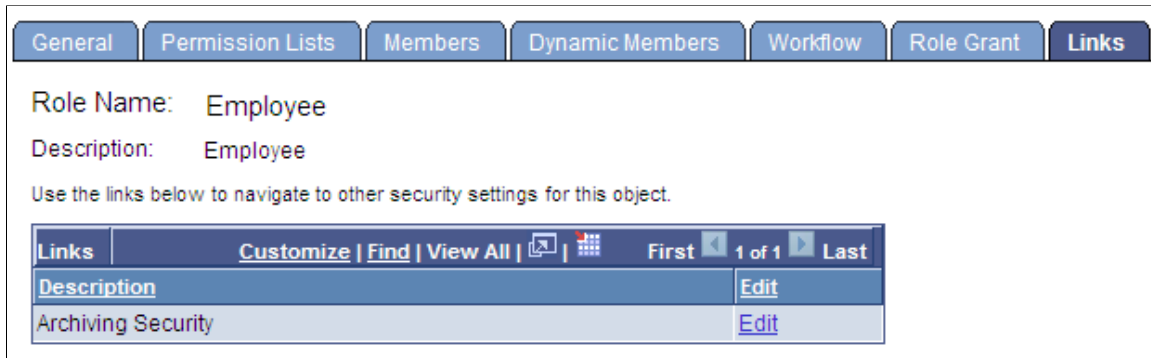 General Permission Lists Members Dynamic Members Workflow Role Grant Links
Role Name: Employee
Description: Employee
Use the links below to navigate to other security settings for this object.
Links Customize | Find | View All | | First 1 of 1 Last
Description Edit
Archiving Security Edit